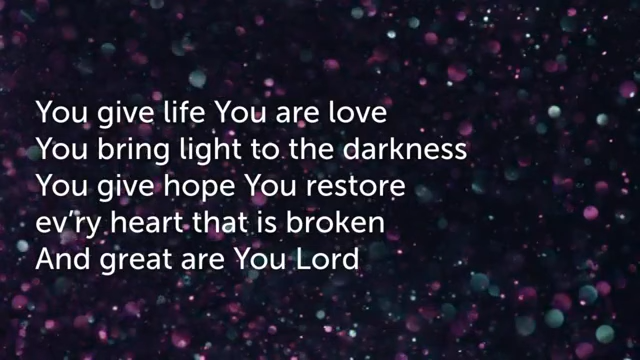 You give life You are love
You bring light to the darkness
You give hope You restore
ev’ry heart that is broken
And great are You Lord